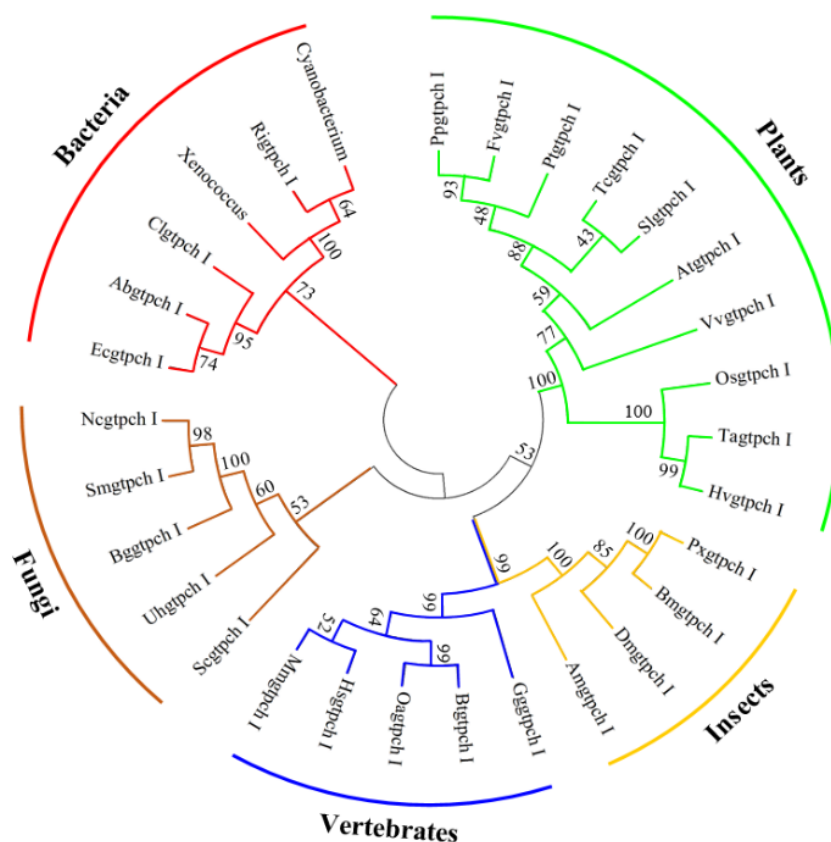 Bacteria
Cyanobacterium
Rigtpch I
Xenococcus
Clgtpch I
Abgtpch I
Ecgtpch I
64
100
73
95
74
Plants
Ppgtpch I
Fvgtpch I
Ptgtpch I
Tcgtpch I
Slgtpch I
Atgtpch I
Vvgtpch I
Osgtpch I
Tagtpch I
Hvgtpch I
93
48
43
88
59
77
100
100
99
53
Fungi
Ncgtpch I
Smgtpch I
Bggtpch I
Uhgtpch I
Scgtpch I
98
100
60
53
Insects
Pxgtpch I
Bmgtpch I
Dmgtpch I
Amgtpch I
100
85
100
99
Vertebrates
Gggtpch I
Btgtpch I
Oagtpch I
Hsgtpch I
Mmgtpch I
99
64
52
99